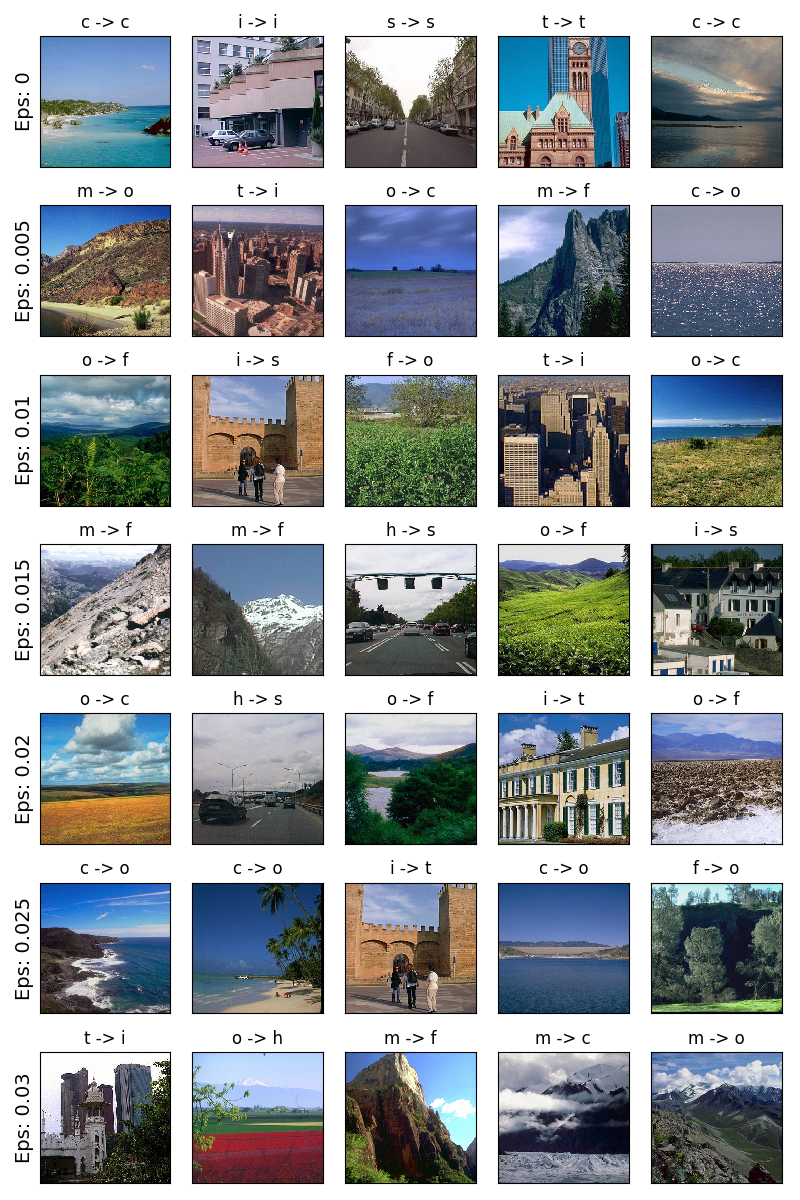 c -> c i -> i s -> s t -> t c -> c
Eps: 0
m -> o t -> i o -> c m -> f c -> o
Eps: 0.005
o -> f i -> s f -> o t -> i o -> c
Eps: 0.01
m -> f m -> f h -> s o -> f i -> s
Eps: 0.015
o -> c h -> s o -> f i -> t o -> f
Eps: 0.02
c -> o c -> o i -> t c -> o f -> o
Eps: 0.025
t -> i o -> h m -> f m -> c m -> o
Eps: 0.03